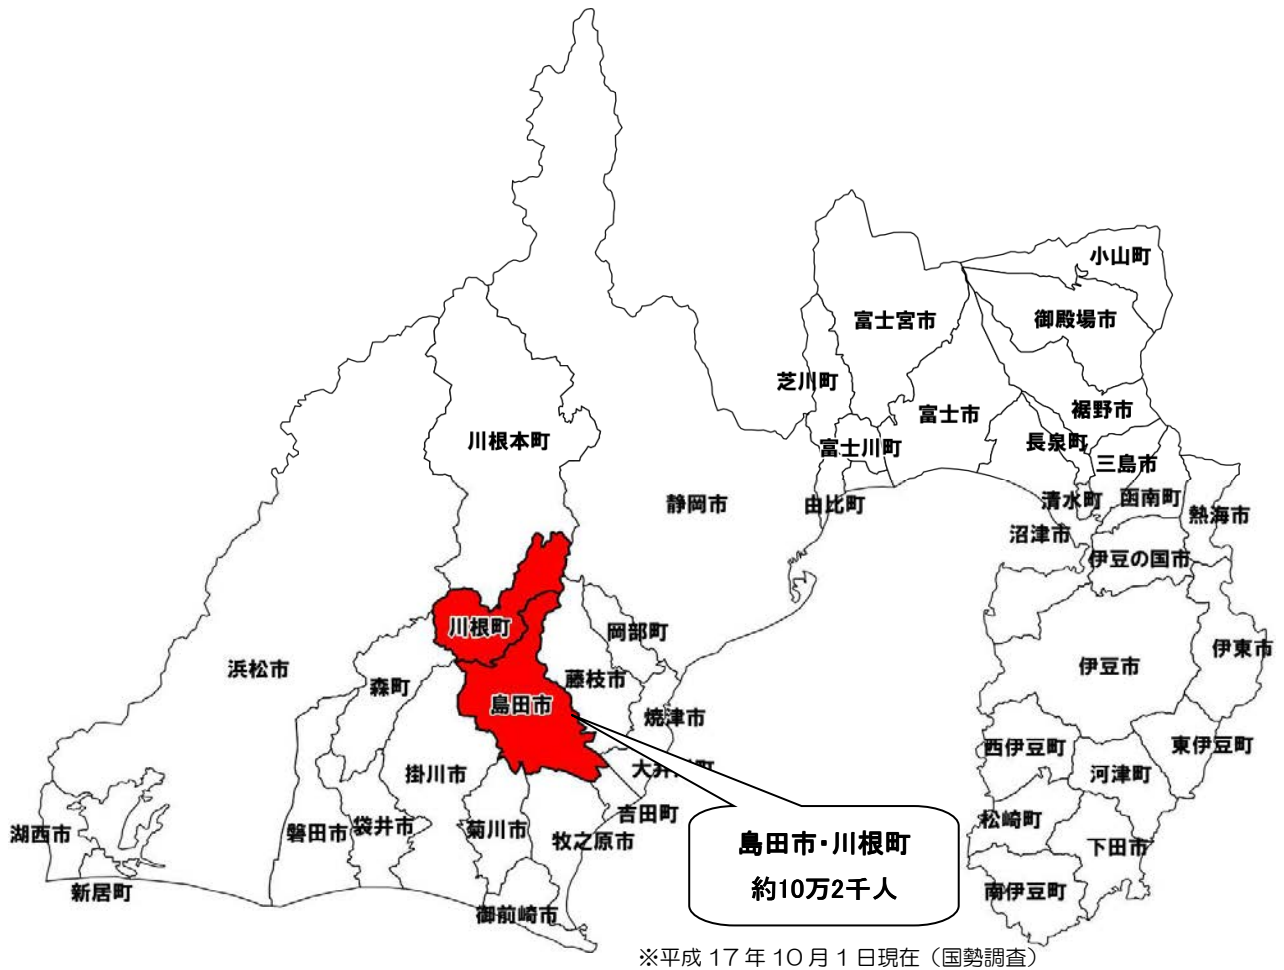 小山町
富士宮市
御殿場市
芝川町
裾野市
富士市
川根本町
長泉町
富士川町
三島市
静岡市
由比町
清水町
函南町
熱海市
沼津市
伊豆の国市
川根町
岡部町
伊東市
浜松市
伊豆市
藤枝市
森町
島田市
焼津市
西伊豆町
東伊豆町
掛川市
河津町
吉田町
松崎町
湖西市
磐田市
袋井市
菊川市
牧之原市
下田市
新居町
南伊豆町
御前崎市
島田市・川根町
約10万2千人
※平成 17 年 10 月 1 日現在（国勢調査）